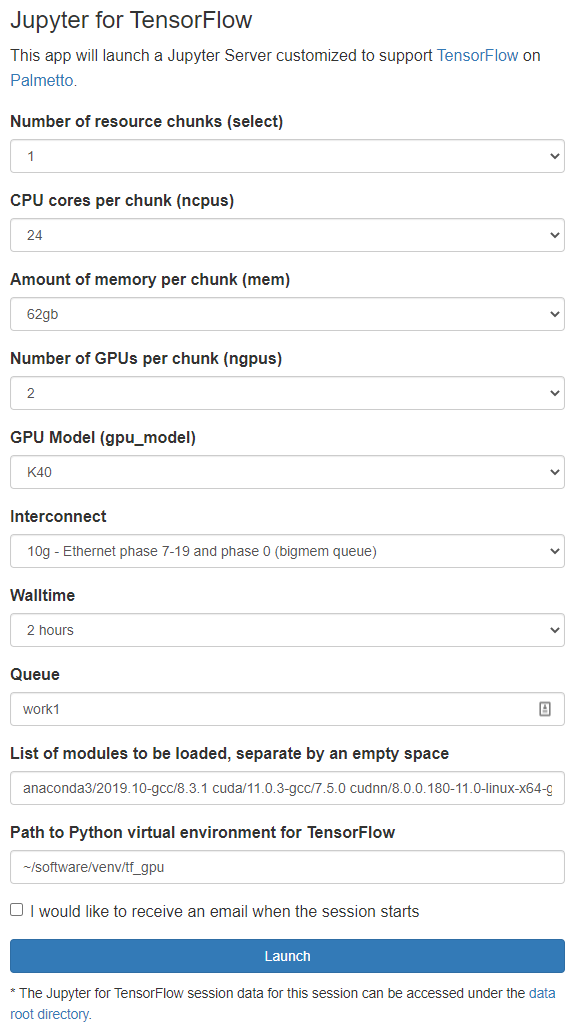 Jupyter for TensorFlow
This app will launch a Jupyter Server customized to support TensorFlow on
Palmetto.
Number of resource chunks (select)
1
CPU cores per chunk (ncpus)
24
Amount of memory per chunk (mem)
62gb
Number of GPUs per chunk (ngpus)
2
GPU Model (gpu_model)
K40
Interconnect
10g - Ethernet phase 7-19 and phase 0 (bigmem queue)
Walltime
2 hours
Queue
work1
List of modules to be loaded, separate by an empty space
anaconda3/2019.10-gcc/8.3.1 cuda/11.0.3-gcc/7.5.0 cudnn/8.0.0.180-11.0-linux-x64-g
Path to Python virtual environment for TensorFlow
~/software/venv/tf_gpu
I would like to receive an email when the session starts
Launch
* The Jupyter for TensorFlow session data for this session can be accessed under the data
root directory.